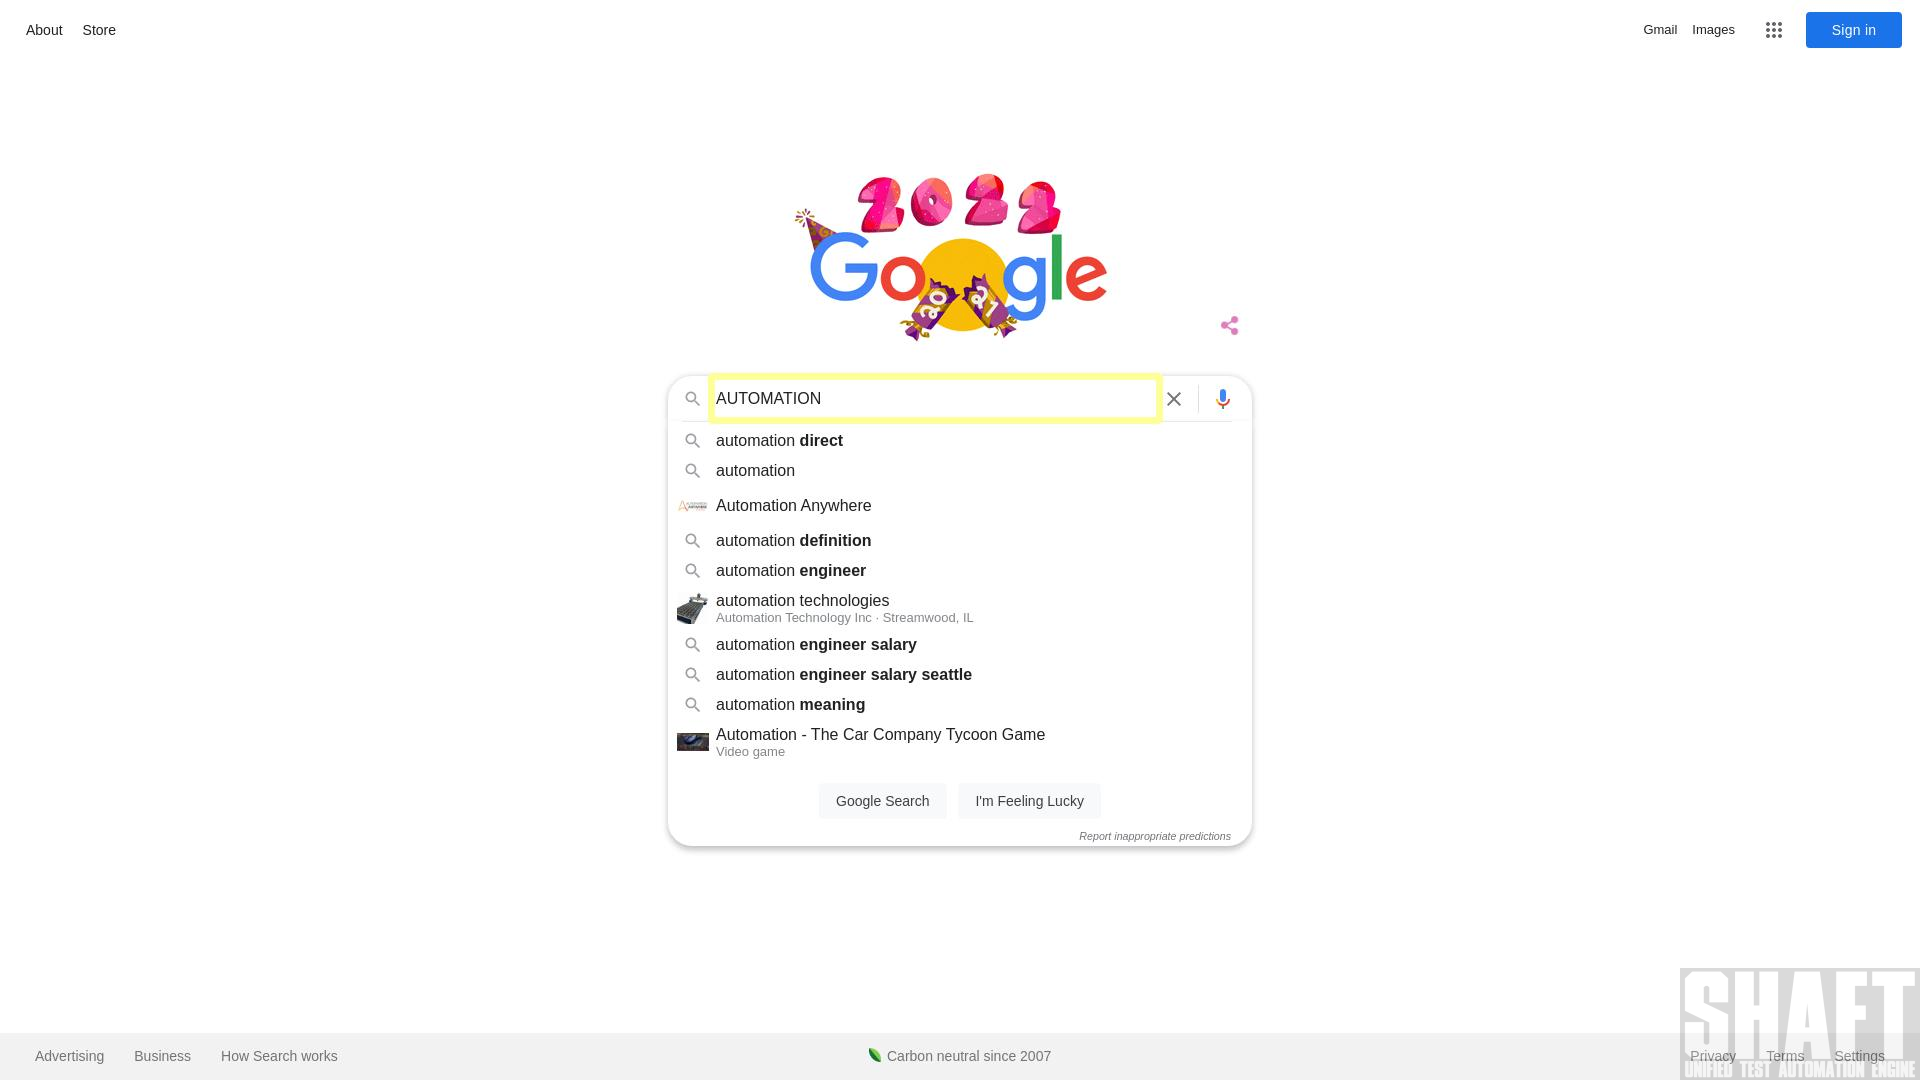 About Store Gmail Images Sign in
2022
Google
AUTOMATION
automation direct
automation
Automation Anywhere
automation definition
automation engineer
automation technologies
Automation Technology Inc · Streamwood, IL
automation engineer salary
automation engineer salary seattle
automation meaning
Automation - The Car Company Tycoon Game
Video game
Google Search I'm Feeling Lucky
Report inappropriate predictions
SHAFT
Advertising Business How Search works Carbon neutral since 2007 Privacy Terms Settings
UNIFIED TEST AUTOMATION ENGINE